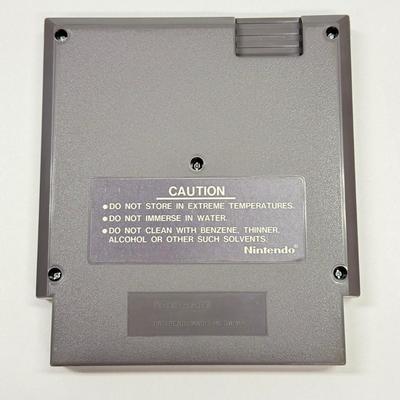 CAUTION
●DO NOT STORE IN EXTREME TEMPERATURES.
●DO NOT IMMERSE IN WATER.
●DO NOT CLEAN WITH BENZENE, THINNER,
ALCOHOL OR OTHER SUCH SOLVENTS.
Nintendo®